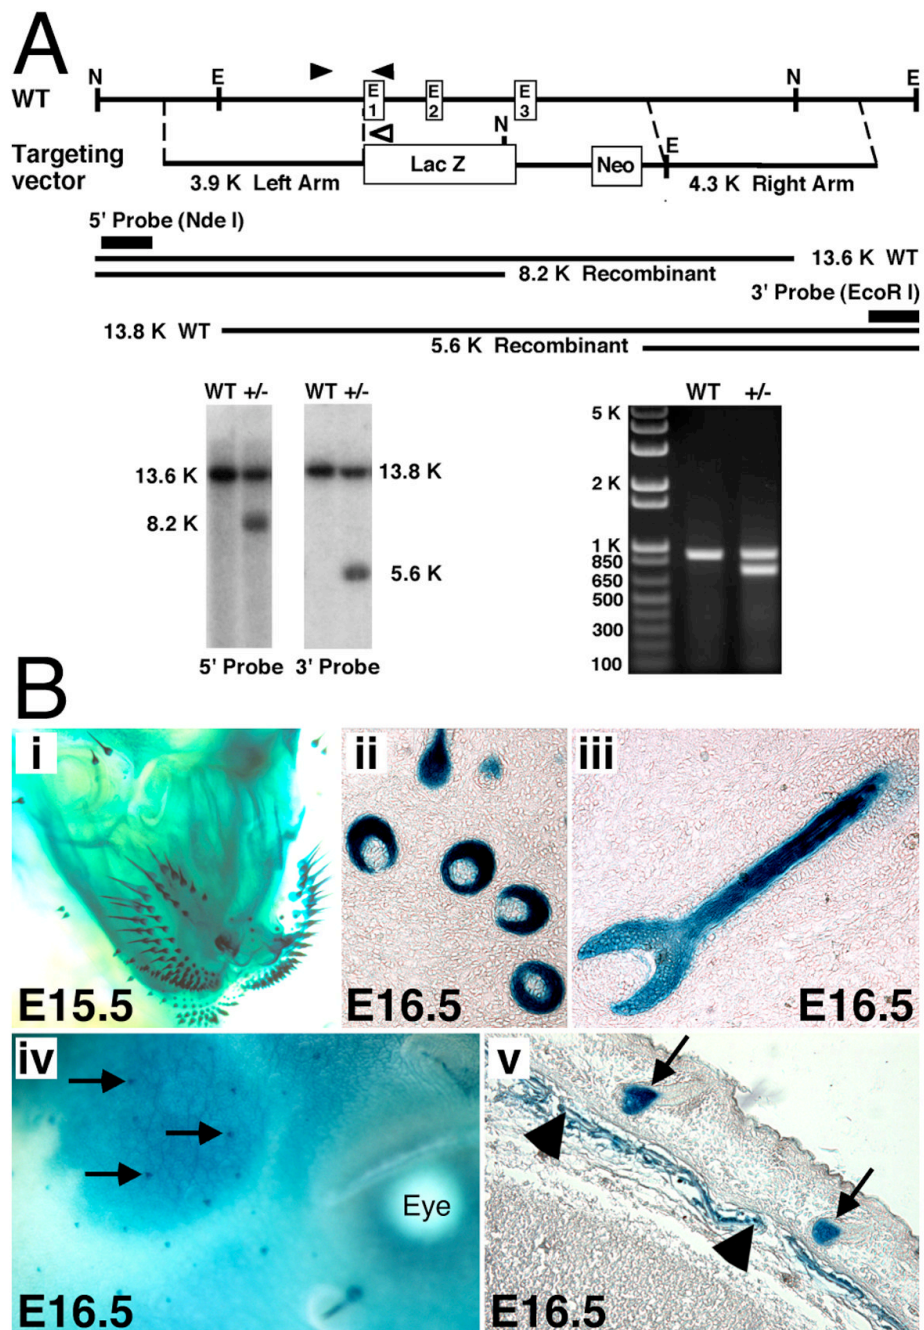 A
N E N E
WT E1 E2 E3
N
E
Targeting vector
Lac Z Neo
3.9 K Left Arm 4.3 K Right Arm
5' Probe (Nde I)
13.6 K WT
8.2 K Recombinant
3' Probe (EcoR I)
13.8 K WT
5.6 K Recombinant
WT +/- WT +/-
13.6 K 13.8 K
8.2 K
5.6 K
5' Probe 3' Probe
WT +/-
5 K
2 K
1 K
850
650
500
300
100
B
i
E15.5
ii
E16.5
iii
E16.5
iv
Eye
E16.5
v
E16.5